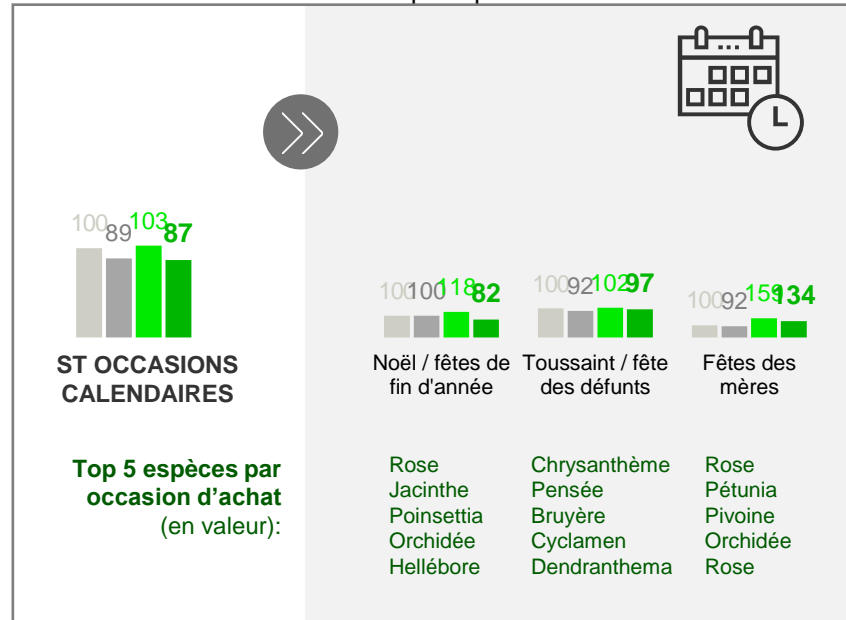 100 89 103 87
100 100 118 82
100 92 102 97
100 92 159 134
ST OCCASIONS
CALENDAIRES
Noël / fêtes de
fin d'année
Toussaint / fête
des défunts
Fêtes des
mères
Top 5 espèces par
occasion d'achat
(en valeur):
Rose
Jacinthe
Poinsettia
Orchidée
Hellébore
Chrysanthème
Pensée
Bruyère
Cyclamen
Dendranthema
Rose
Pétunia
Pivoine
Orchidée
Rose